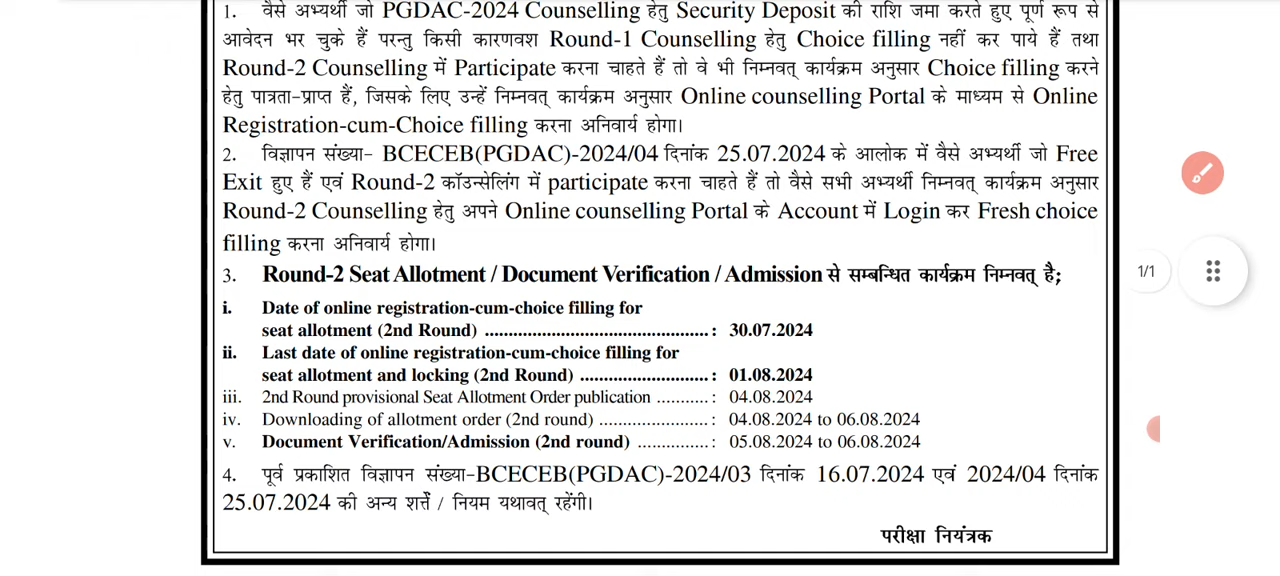 1. वैसे अभ्यर्थी जो PGDAC-2024 Counselling हेतु Security Deposit की राशि जमा करते हुए पूर्ण रूप से
आवेदन भर चुके हैं परन्तु किसी कारणवश Round-1 Counselling हेतु Choice filling नहीं कर पाये हैं तथा
Round-2 Counselling में Participate करना चाहते हैं तो वे भी निम्नवत् कार्यक्रम अनुसार Choice filling करने
हेतु पात्रता-प्राप्त हैं, जिसके लिए उन्हें निम्नवत् कार्यक्रम अनुसार Online counselling Portal के माध्यम से Online
Registration-cum-Choice filling करना अनिवार्य होगा।
2. विज्ञापन संख्या- BCECEB(PGDAC)-2024/04 दिनांक 25.07.2024 के आलोक में वैसे अभ्यर्थी जो Free
Exit हुए हैं एवं Round-2 कॉउन्सेलिंग में participate करना चाहते हैं तो वैसे सभी अभ्यर्थी निम्नवत् कार्यक्रम अनुसार
Round-2 Counselling हेतु अपने Online counselling Portal के Account में Login कर Fresh choice
filling करना अनिवार्य होगा।
3. Round-2 Seat Allotment / Document Verification / Admission से सम्बन्धित कार्यक्रम निम्नवत् है;
i. Date of online registration-cum-choice filling for
seat allotment (2nd Round) ................................................ : 30.07.2024
ii. Last date of online registration-cum-choice filling for
seat allotment and locking (2nd Round) ........................... : 01.08.2024
iii. 2nd Round provisional Seat Allotment Order publication ........... : 04.08.2024
iv. Downloading of allotment order (2nd round) ....................... : 04.08.2024 to 06.08.2024
v. Document Verification/Admission (2nd round) ............... : 05.08.2024 to 06.08.2024
4. पूर्व प्रकाशित विज्ञापन संख्या-BCECEB(PGDAC)-2024/03 दिनांक 16.07.2024 एवं 2024/04 दिनांक
25.07.2024 की अन्य शर्त्तें / नियम यथावत् रहेंगी।
परीक्षा नियंत्रक
1/1